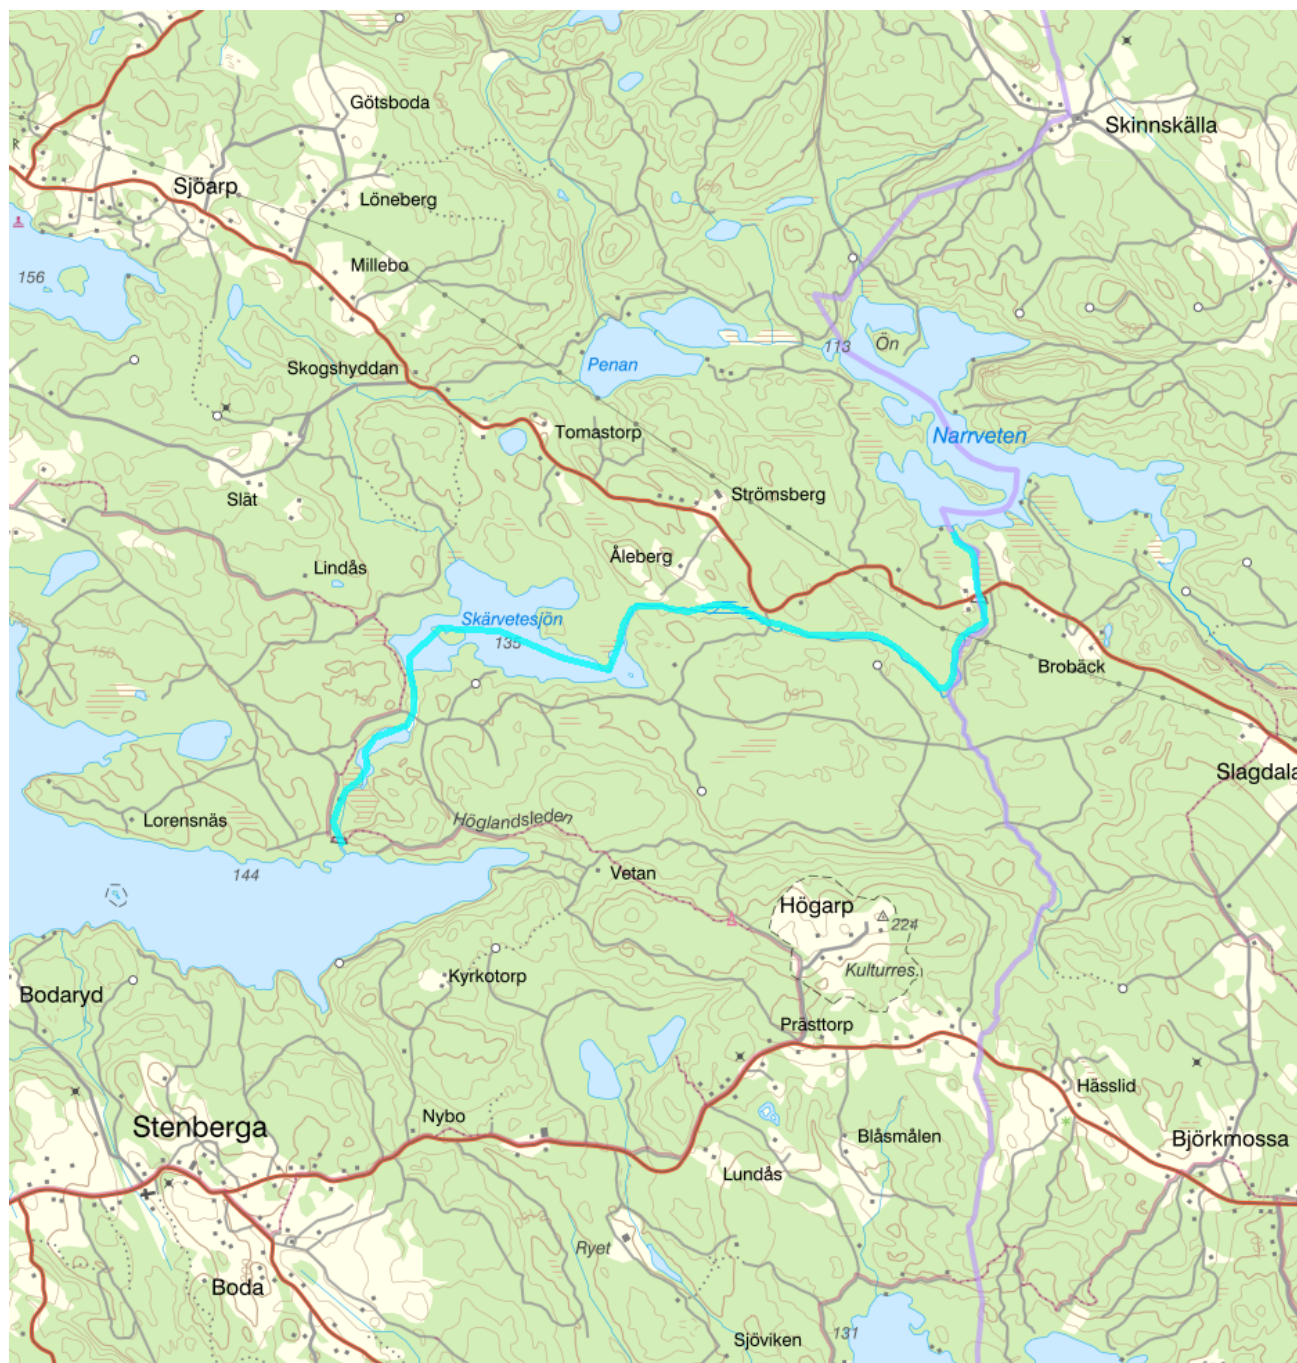 Götsboda
Skinnskälla
Sjöarp
Löneberg
Millebo
156
113
Ön
Penan
Skogshyddan
Tomastorp
Narrveten
Slät
Strömsberg
Åleberg
Lindås
Skärvetesjön
135
150
Brobäck
160
Slagdala
Lorensnäs
Höglandsleden
144
Vetan
Högarp
224
Kulturres.
Kyrkotorp
Bodaryd
Prästtorp
Hässlid
Nybo
Stenberga
Blåsmålen
Björkmossa
Lundås
Ryet
Boda
Sjöviken
131